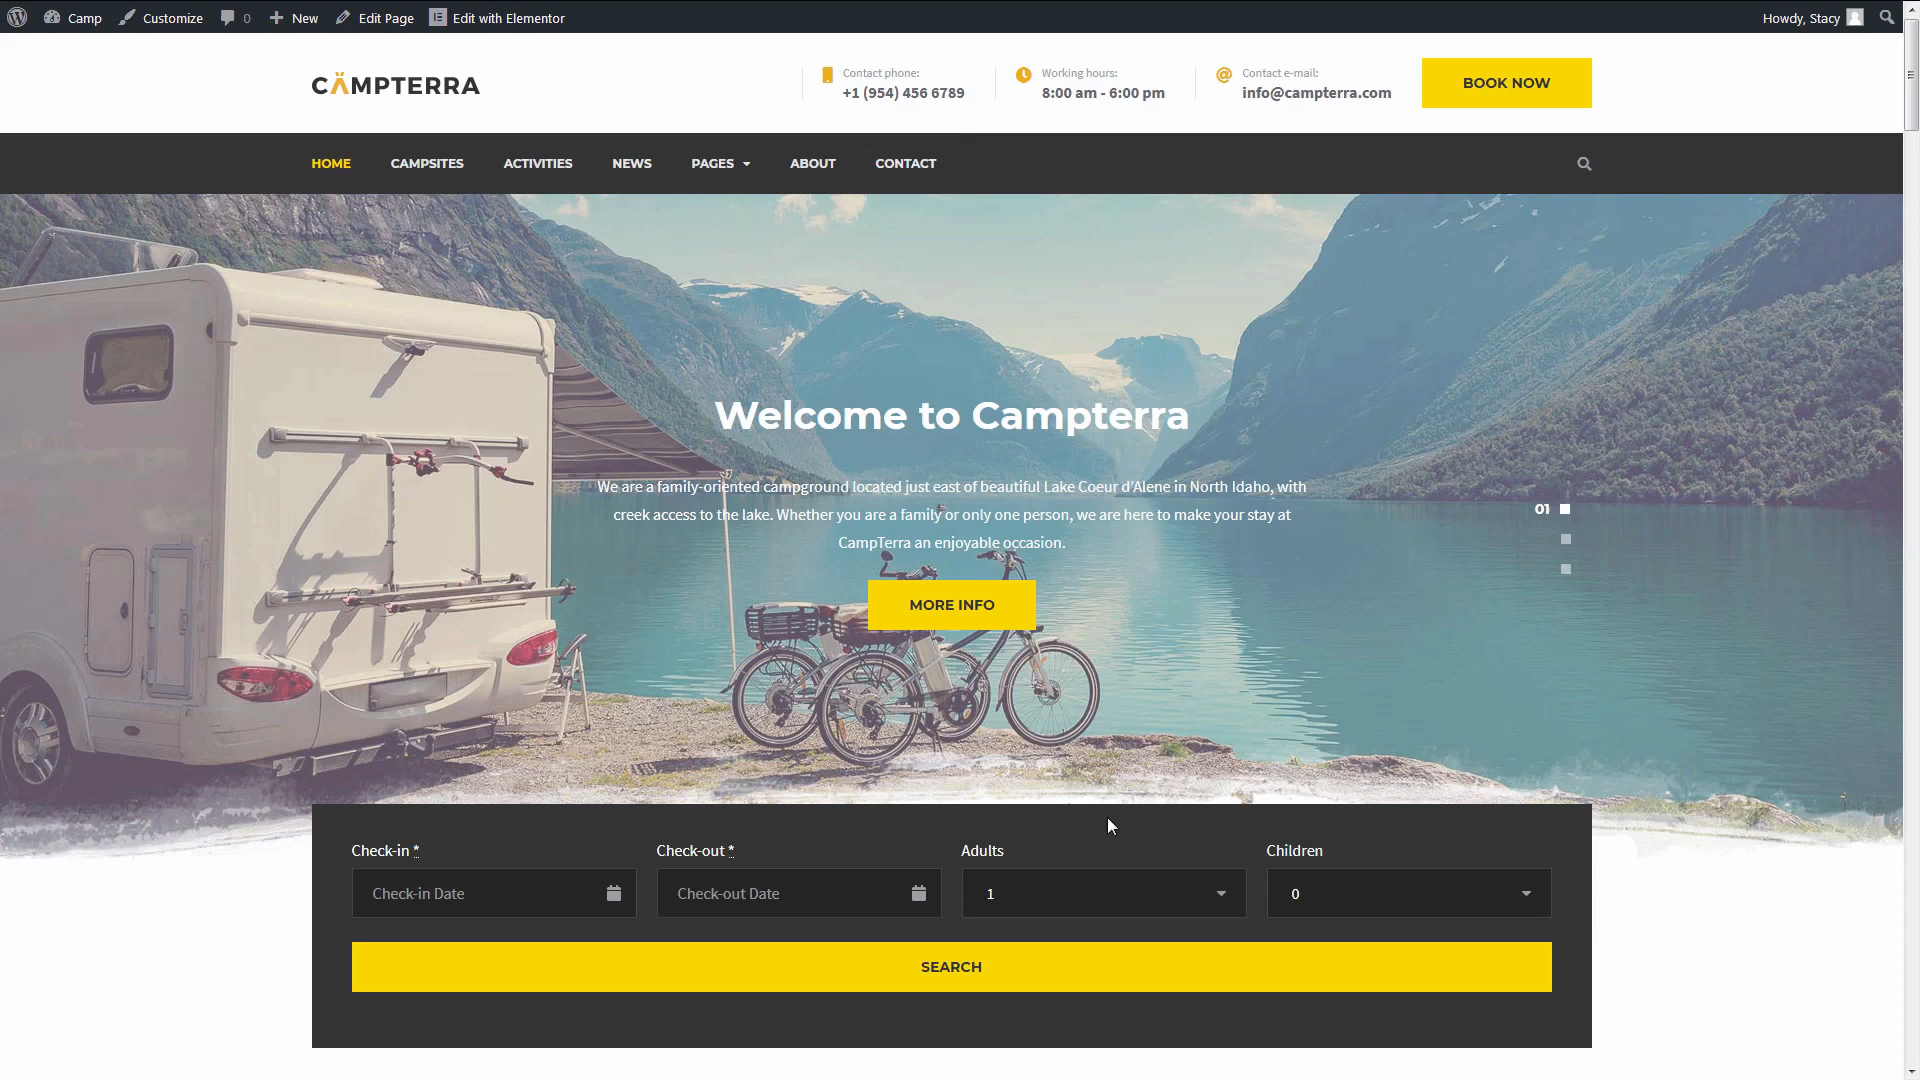 Camp
Customize
0
New
Edit Page
Edit with Elementor
Howdy, Stacy
CÄMPTERRA
Contact phone:
+1 (954) 456 6789
Working hours:
8:00 am - 6:00 pm
Contact e-mail:
info@campterra.com
BOOK NOW
HOME
CAMPSITES
ACTIVITIES
NEWS
PAGES
ABOUT
CONTACT
Welcome to Campterra
We are a family-oriented campground located just east of beautiful Lake Coeur d’Alene in North Idaho, with
creek access to the lake. Whether you are a family or only one person, we are here to make your stay at
CampTerra an enjoyable occasion.
MORE INFO
01
Check-in *
Check-out *
Adults
Children
Check-in Date
Check-out Date
1
0
SEARCH